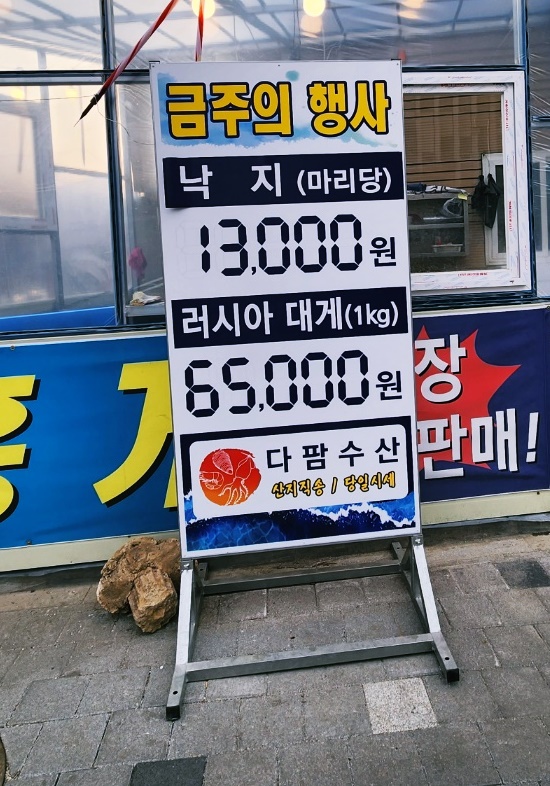 금주의 행사
낙 지 (마리당)
13,000원
러시아 대게(1kg)
65,000원
다팜수산
산지직송 / 당일시세
장
판매!